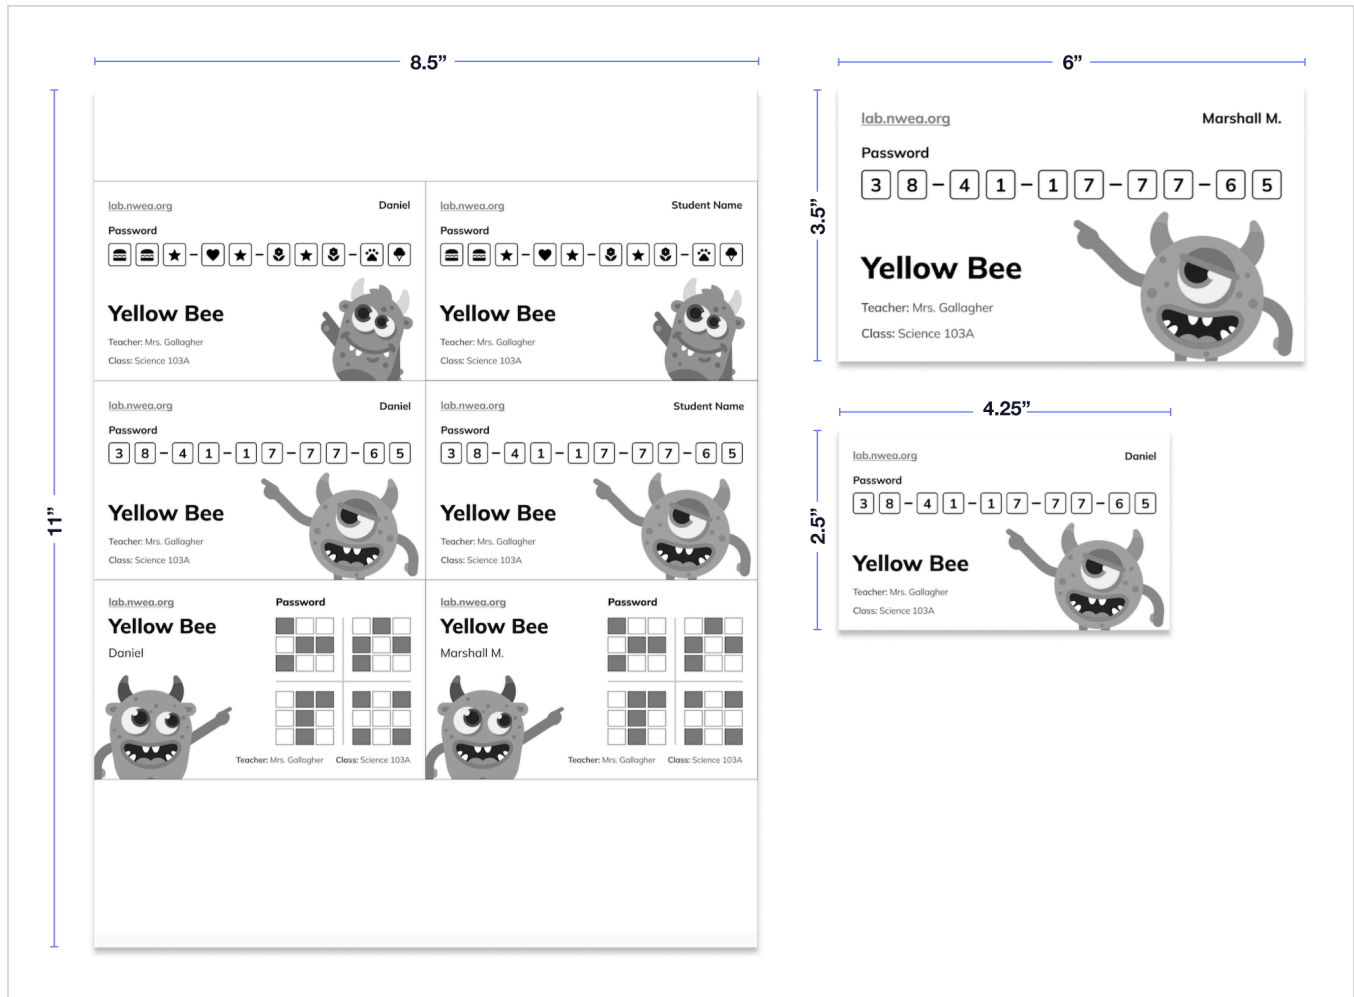 8.5”
6”
11”
3.5”
4.25”
2.5”
lab.nwea.org Daniel
Password
Yellow Bee
Teacher: Mrs. Gallagher
Class: Science 103A
lab.nwea.org Student Name
Password
Yellow Bee
Teacher: Mrs. Gallagher
Class: Science 103A
lab.nwea.org Daniel
Password
3 8 – 4 1 – 1 7 – 7 7 – 6 5
Yellow Bee
Teacher: Mrs. Gallagher
Class: Science 103A
lab.nwea.org Student Name
Password
3 8 – 4 1 – 1 7 – 7 7 – 6 5
Yellow Bee
Teacher: Mrs. Gallagher
Class: Science 103A
lab.nwea.org Password
Yellow Bee
Daniel
Teacher: Mrs. Gallagher Class: Science 103A
lab.nwea.org Password
Yellow Bee
Marshall M.
Teacher: Mrs. Gallagher Class: Science 103A
lab.nwea.org Marshall M.
Password
3 8 – 4 1 – 1 7 – 7 7 – 6 5
Yellow Bee
Teacher: Mrs. Gallagher
Class: Science 103A
lab.nwea.org Daniel
Password
3 8 – 4 1 – 1 7 – 7 7 – 6 5
Yellow Bee
Teacher: Mrs. Gallagher
Class: Science 103A